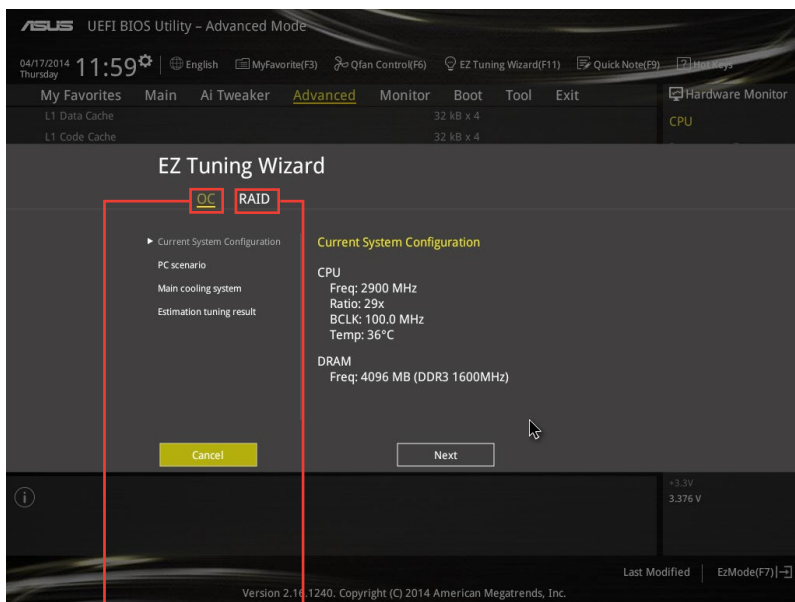 ASUS UEFI BIOS Utility – Advanced Mode
04/17/2014 Thursday 11:59 English MyFavorite(F3) Qfan Control(F6) EZ Tuning Wizard(F11) Quick Note(F9) ? Hot Keys
My Favorites Main Ai Tweaker Advanced Monitor Boot Tool Exit Hardware Monitor
L1 Data Cache 32 kB x 4
CPU
L1 Code Cache 32 kB x 4
EZ Tuning Wizard
OC RAID
Current System Configuration
PC scenario
Main cooling system
Estimation tuning result
Current System Configuration
CPU
Freq: 2900 MHz
Ratio: 29x
BCLK: 100.0 MHz
Temp: 36°C
DRAM
Freq: 4096 MB (DDR3 1600MHz)
Cancel Next
+3.3V
3.376 V
Last Modified EzMode(F7)
Version 2.16.1240. Copyright (C) 2014 American Megatrends, Inc.